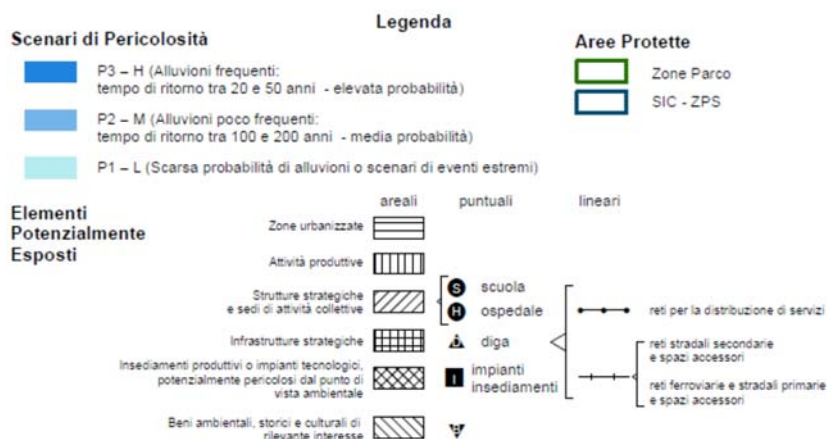 Legenda
Scenari di Pericolosità
P3 – H (Alluvioni frequenti:
tempo di ritorno tra 20 e 50 anni - elevata probabilità)
P2 – M (Alluvioni poco frequenti:
tempo di ritorno tra 100 e 200 anni - media probabilità)
P1 – L (Scarsa probabilità di alluvioni o scenari di eventi estremi)
Aree Protette
Zone Parco
SIC - ZPS
Elementi
Potenzialmente
Esposti
areali
puntuali
lineari
Zone urbanizzate
Attività produttive
Strutture strategiche
e sedi di attività collettive
S scuola
H ospedale
Infrastrutture strategiche
D diga
Insediamenti produttivi o impianti tecnologici,
potenzialmente pericolosi dal punto di
vista ambientale
I impianti
insediamenti
Beni ambientali, storici e culturali di
rilevante interesse
reti per la distribuzione di servizi
reti stradali secondarie
e spazi accessori
reti ferroviarie e stradali primarie
e spazi accessori